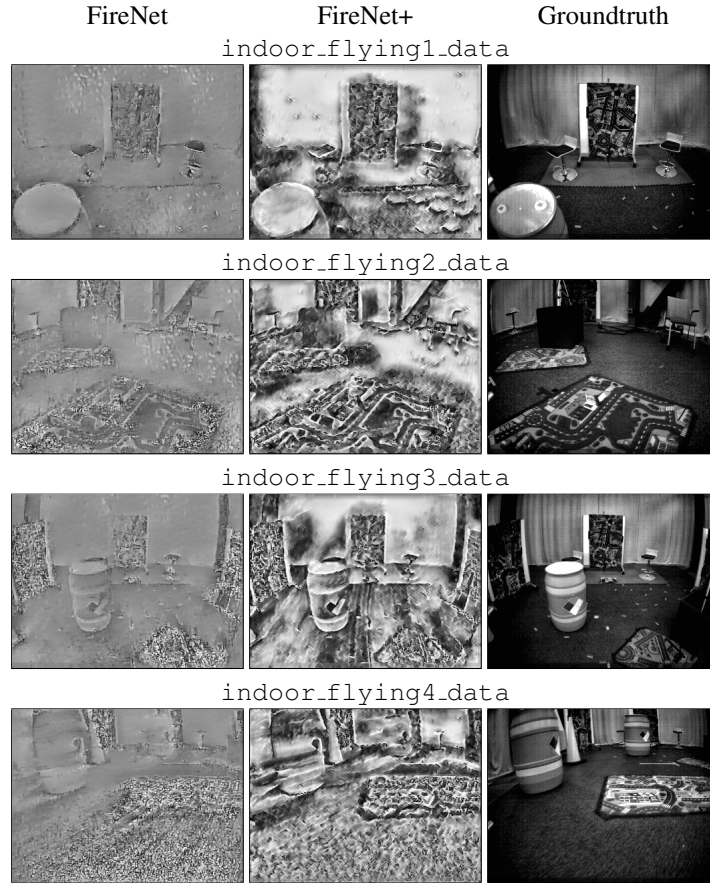 FireNet FireNet+ Groundtruth
indoor_flying1_data
indoor_flying2_data
indoor_flying3_data
indoor_flying4_data